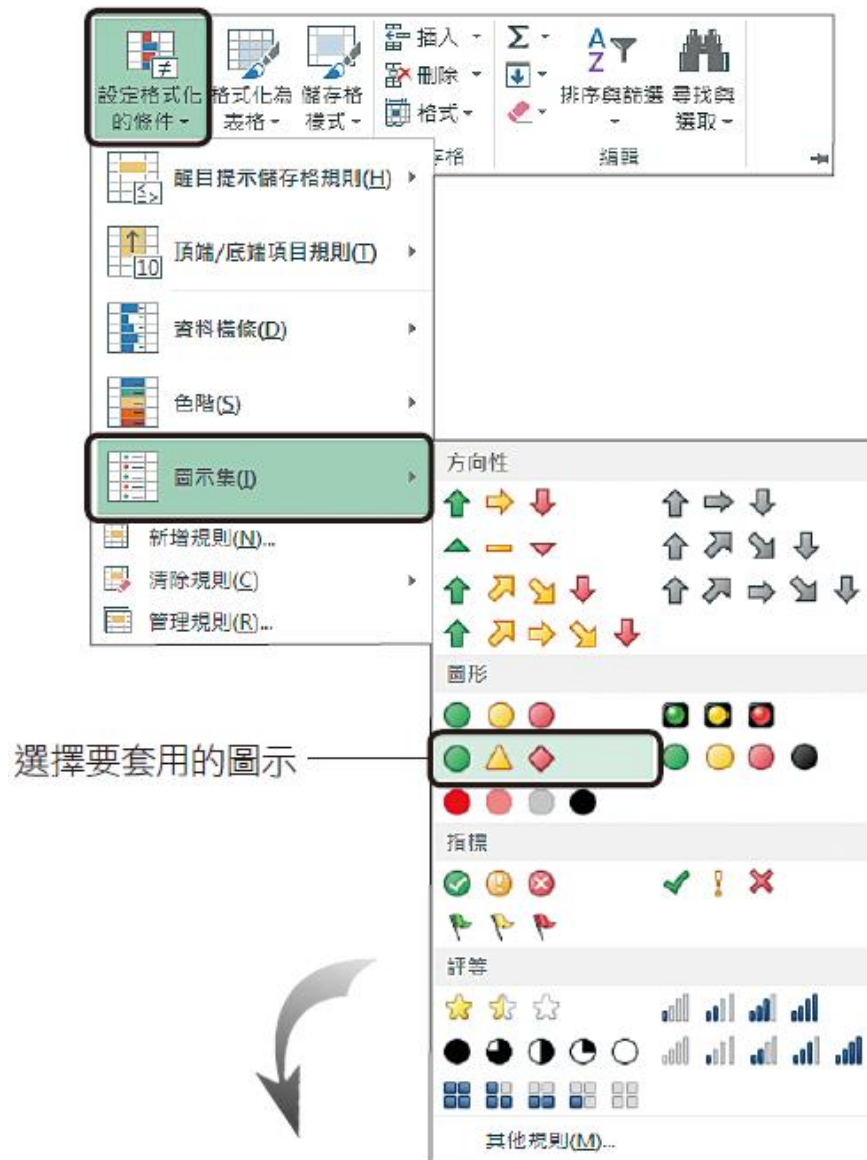 設定格式化的條件
格式化為表格
儲存格樣式
插入
刪除
格式
排序與篩選
尋找與選取
存格
編輯
醒目提示儲存格規則(H)
頂端/底端項目規則(T)
10
資料橫條(D)
色階(S)
圖示集(I)
新增規則(N)...
清除規則(C)
管理規則(R)...
方向性
圖形
選擇要套用的圖示
指標
評等
其他規則(M)...